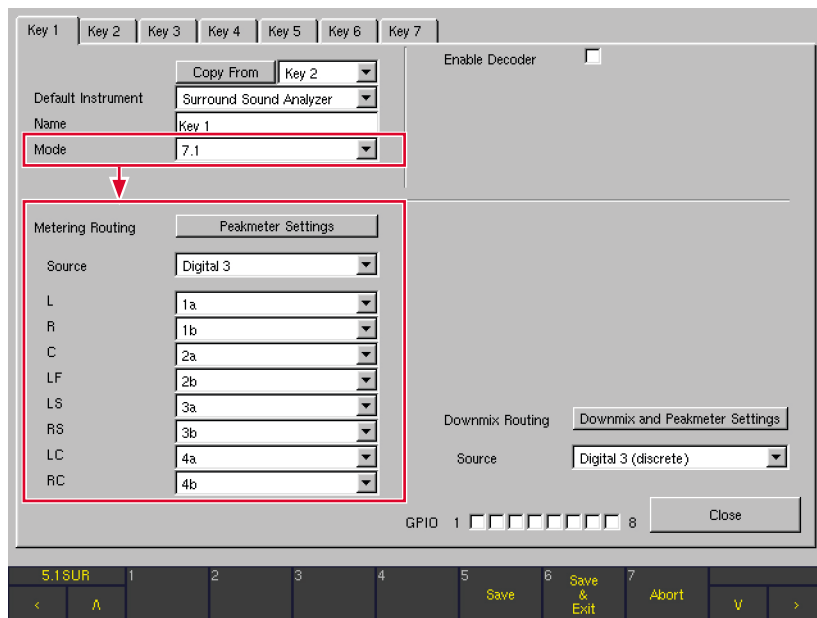 Key 1 Key 2 Key 3 Key 4 Key 5 Key 6 Key 7
Copy From Key 2
Default Instrument Surround Sound Analyzer
Name Key 1
Mode 7.1
Enable Decoder
Metering Routing Peakmeter Settings
Source Digital 3
L 1a
R 1b
C 2a
LF 2b
LS 3a
RS 3b
LC 4a
RC 4b
Downmix Routing Downmix and Peakmeter Settings
Source Digital 3 (discrete)
GPIO 1 8
Close
5.1SUR 1 2 3 4 5 6 7
< Λ Save Save & Exit Abort V >